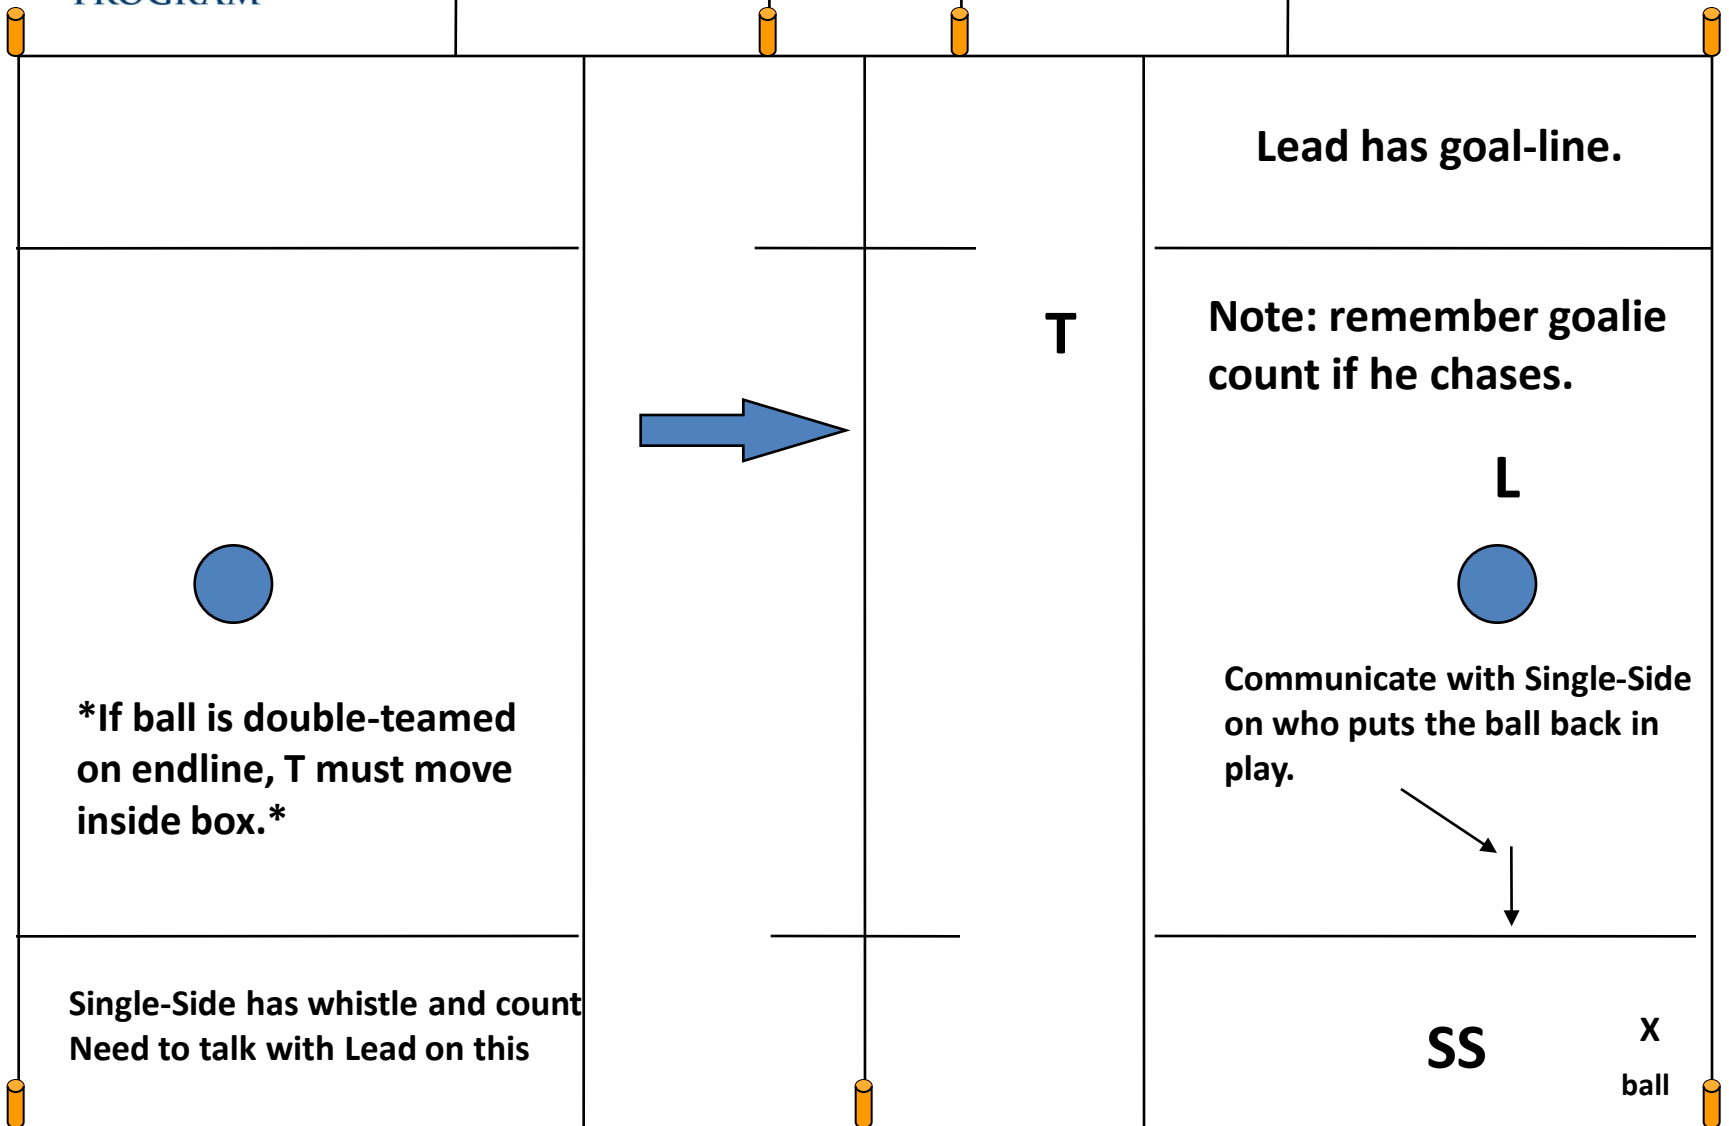 PROGRAM
Lead has goal-line.
T
Note: remember goalie
count if he chases.
L
Communicate with Single-Side
on who puts the ball back in
play.
*If ball is double-teamed
on endline, T must move
inside box.*
Single-Side has whistle and count
Need to talk with Lead on this
SS
X
ball